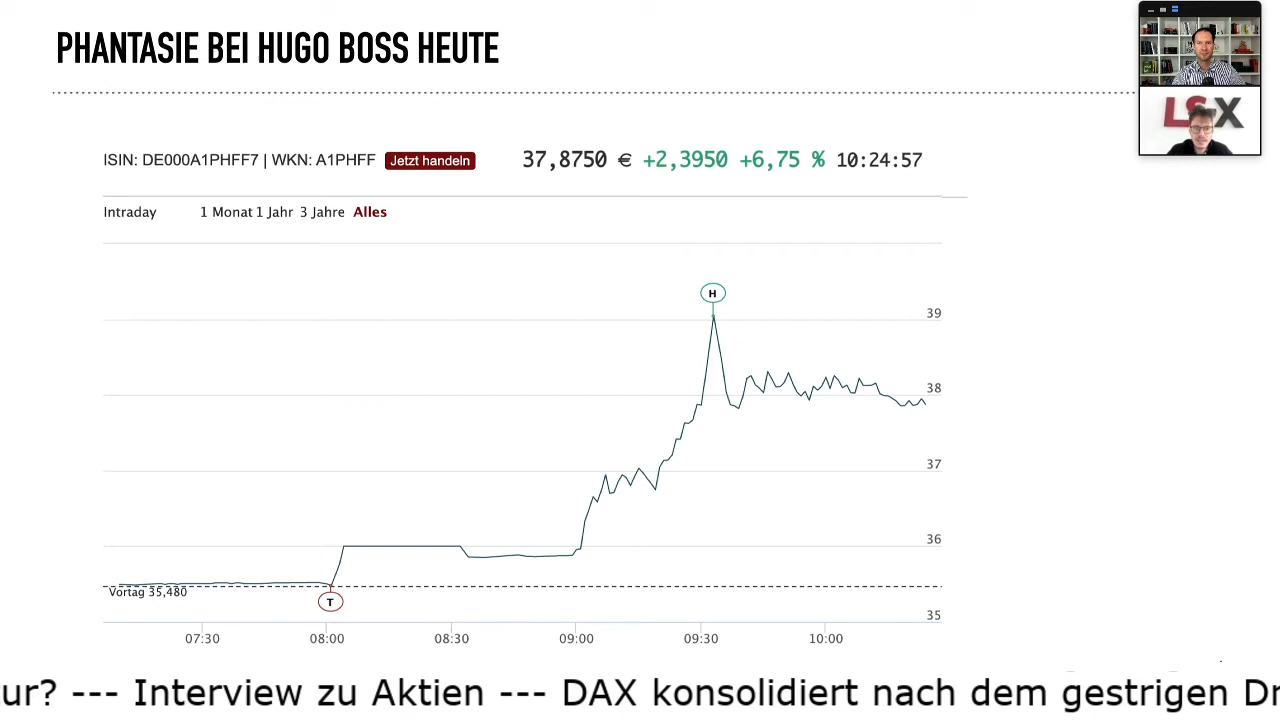 PHANTASIE BEI HUGO BOSS HEUTE
LS-X
ISIN: DE000A1PHFF7 | WKN: A1PHFF Jetzt handeln 37,8750 € +2,3950 +6,75 % 10:24:57
Intraday 1 Monat 1 Jahr 3 Jahre Alles
H
39
38
37
36
Vortag 35,480
T
35
07:30 08:00 08:30 09:00 09:30 10:00
tur? --- Interview zu Aktien --- DAX konsolidiert nach dem gestrigen Dr